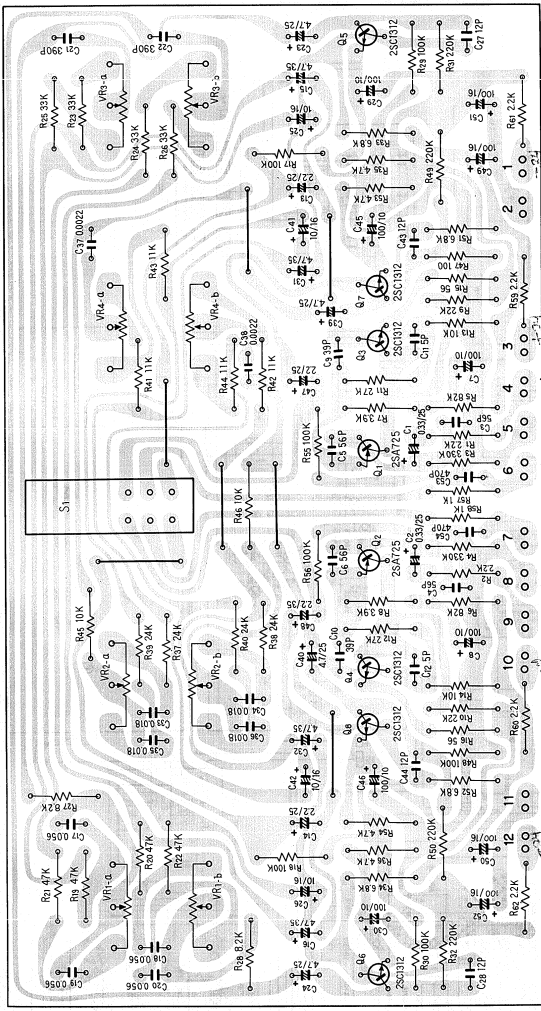 C21 390P
C22 390P
4.7/25
C23
Q5
2SC1312
R29 100K
R31 220K
C27 12P
R25 33K
R23 33K
VR3-a
R24 33K
R26 33K
VR3-b
4.7/35
C15
10/16
C25
100/15
C29
100/16
C51
R61 2.2K
R17 100K
R33 6.8K
R35 4.7K
R53 4.7K
R49 220K
100/16
C49
1
2
2.2/25
C13
C37 0.0022
R43 11K
C41
10/16
C45
100/10
C43 12P
R51 6.8K
R47 100
R15 56
R9 22K
R13 10K
R59 2.2K
4.7/35
C31
Q7
2SC1312
VR4-a
VR4-b
4.7/25
C39
Q3
2SC1312
C11 5P
3
R41 11K
R44 11K
C38
0.0022
R42 11K
C9 39P
2.2/25
C47
R11 27K
R7 3.9K
100/10
C7
4
R5 82K
56P
C3
R1 2.2K
R3 330K
5
R55 100K
C5 56P
Q1
2SA725
C1
0.33/25
470P
C53
R57 1K
6
S1
R46 10K
R58 1K
470P
C54
R4 330K
7
R56 100K
C6 56P
Q2
2SA725
C2
0.33/25
2.2K
R2
56P
C4
R6 82K
8
R45 10K
VR2-a
R39 24K
R37 24K
VR2-b
R40 24K
R38 24K
2.2/35
C48
R8 3.9K
R12 27K
9
C40
4.7/25
C10
39P
Q4
2SC1312
C12 5P
100/10
C8
10
C35 0.018
C33 0.018
C34 0.018
C36 0.018
4.7/35
C32
Q8
2SC1312
R14 10K
R10 22K
R16 56
R48 100K
R52 6.8K
R60 2.2K
C42
10/16
C46
100/10
C44 12P
11
R27 8.2K
C17 0.056
2.2/25
C14
R18 100K
R54 4.7K
R36 4.7K
R34 6.8K
R50 220K
100/16
C50
12
R21 47K
R19 47K
VR1-a
R20 47K
R22 47K
VR1-b
10/16
C26
4.7/35
C16
100/10
C30
100/16
C52
R62 2.2K
C19 0.056
C20 0.056
C18 0.056
R28 8.2K
4.7/25
C24
Q6
2SC1312
R30 100K
R32 220K
C28 12P